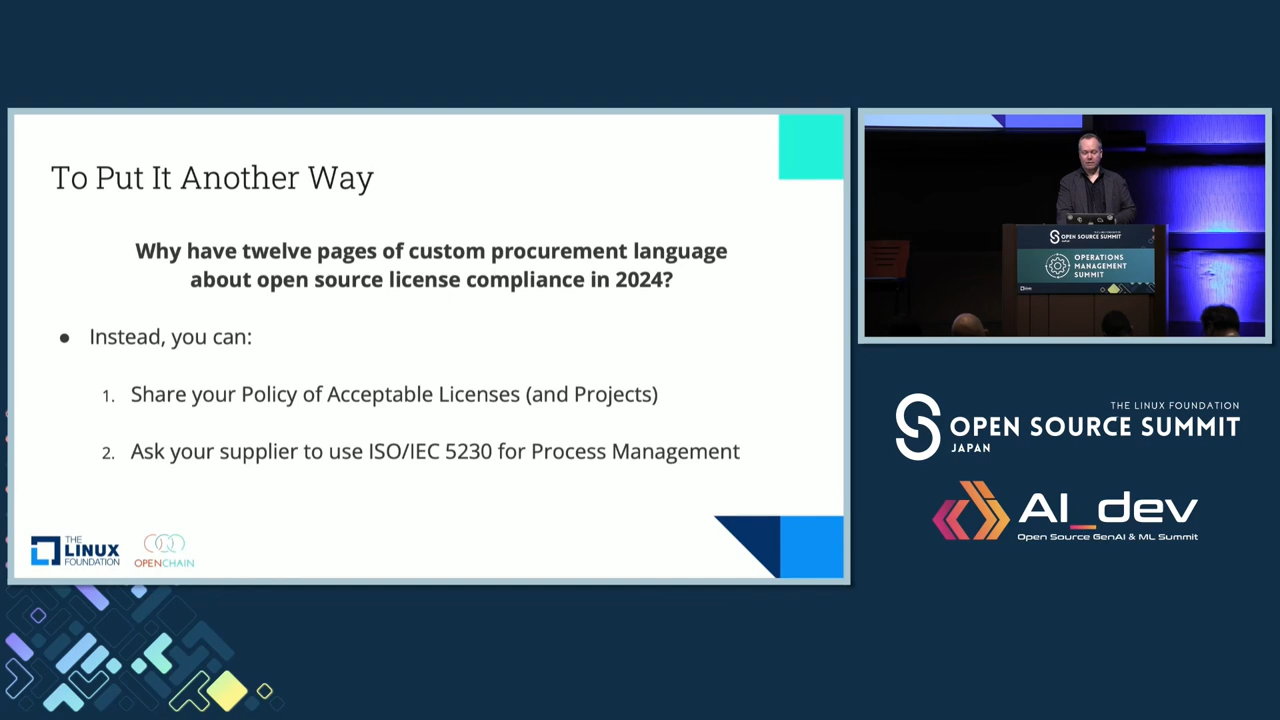 To Put It Another Way
Why have twelve pages of custom procurement language
about open source license compliance in 2024?
● Instead, you can:
1. Share your Policy of Acceptable Licenses (and Projects)
2. Ask your supplier to use ISO/IEC 5230 for Process Management
THE
LINUX
FOUNDATION
OPENCHAIN
OPEN SOURCE SUMMIT
JAPAN
OPERATIONS
MANAGEMENT
SUMMIT
THE LINUX FOUNDATION
OPEN SOURCE SUMMIT
JAPAN
AI_dev
Open Source GenAI & ML Summit